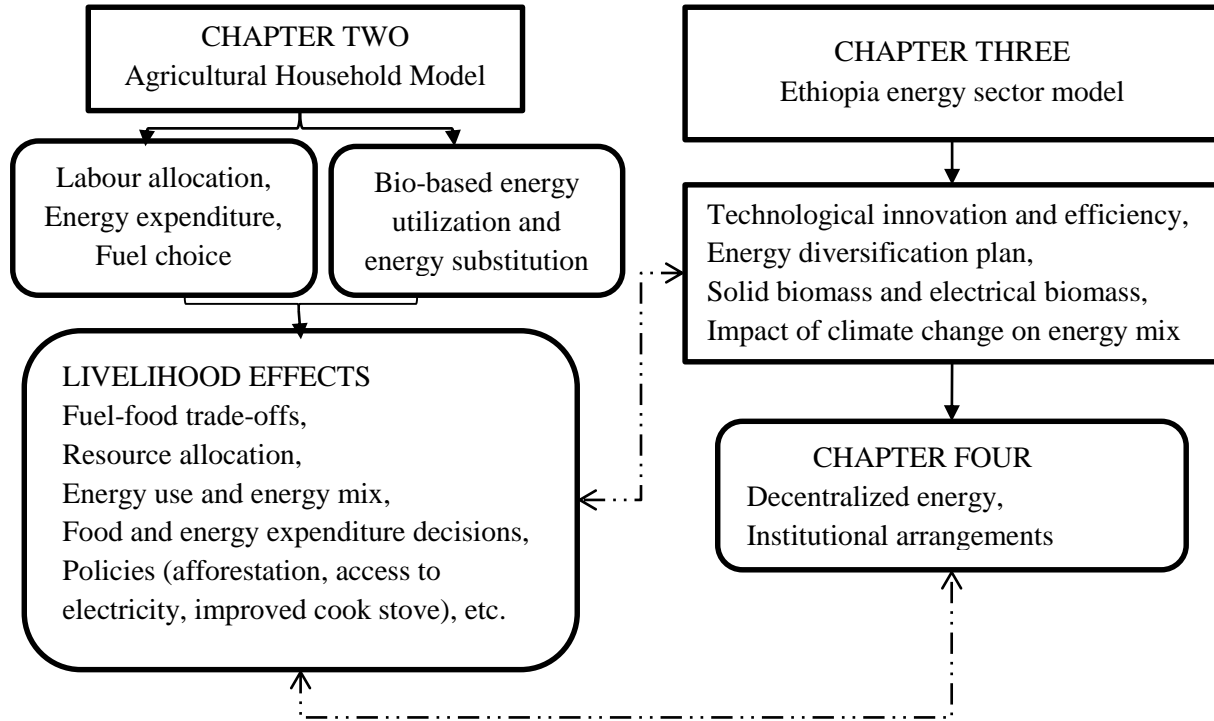 CHAPTER TWO
Agricultural Household Model
Labour allocation,
Energy expenditure,
Fuel choice
Bio-based energy
utilization and
energy substitution
LIVELIHOOD EFFECTS
Fuel-food trade-offs,
Resource allocation,
Energy use and energy mix,
Food and energy expenditure decisions,
Policies (afforestation, access to
electricity, improved cook stove), etc.
CHAPTER THREE
Ethiopia energy sector model
Technological innovation and efficiency,
Energy diversification plan,
Solid biomass and electrical biomass,
Impact of climate change on energy mix
CHAPTER FOUR
Decentralized energy,
Institutional arrangements